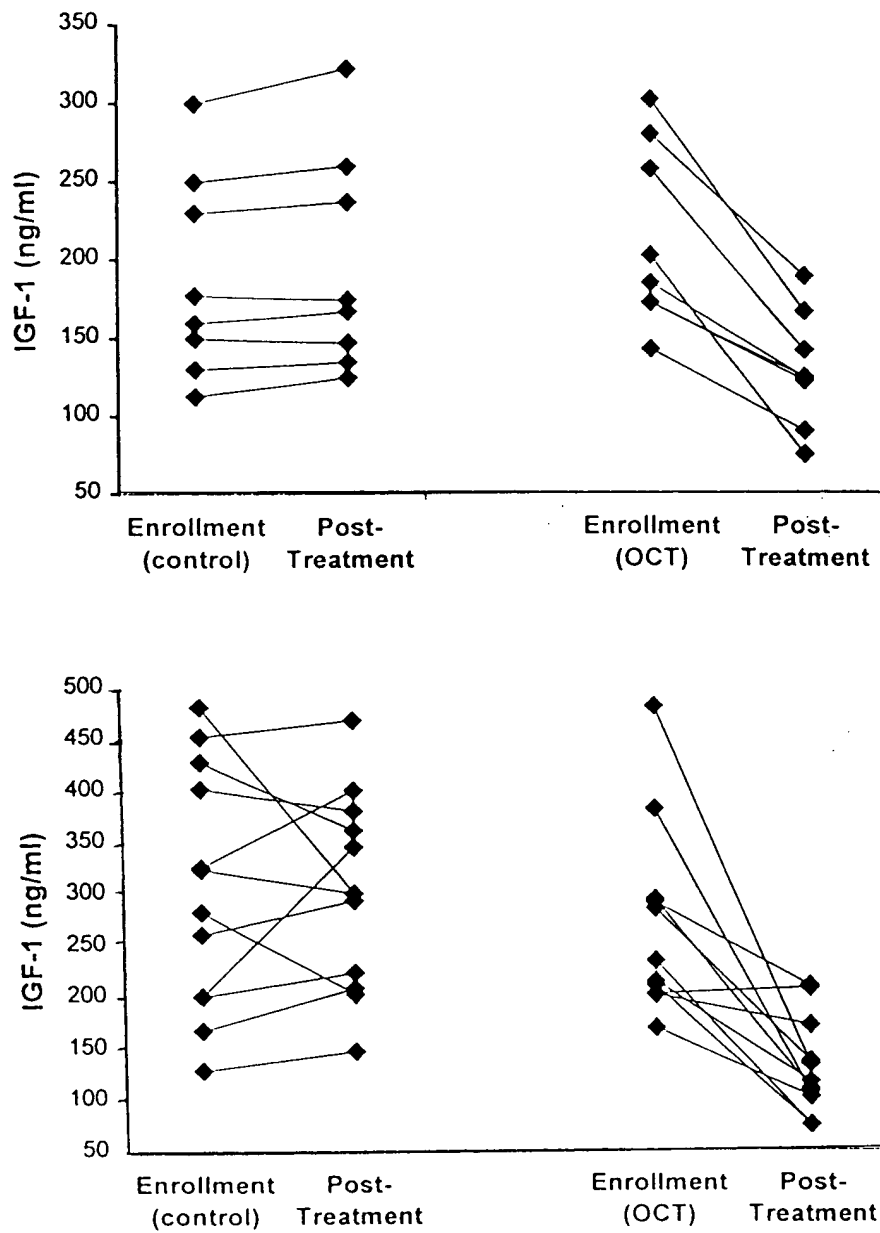 350
300
250
200
150
100
50
IGF-1 (ng/ml)
Enrollment
(control)
Post-
Treatment
Enrollment
(OCT)
Post-
Treatment
500
450
400
350
300
250
200
150
100
50
IGF-1 (ng/ml)
Enrollment
(control)
Post-
Treatment
Enrollment
(OCT)
Post-
Treatment